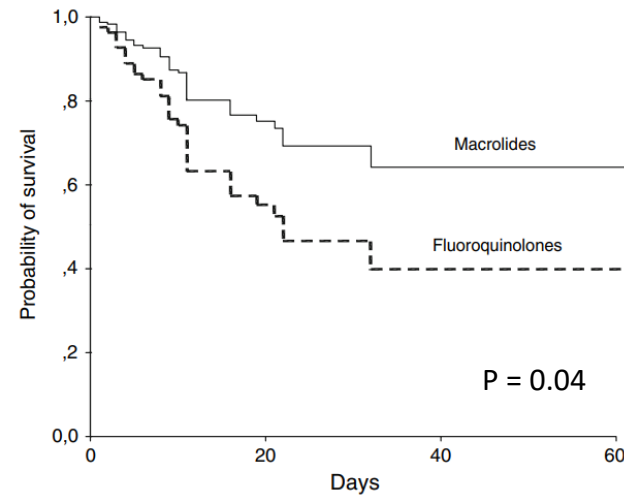 Probability of survival
1,0
,8
,6
,4
,2
0,0
Macrolides
Fluoroquinolones
P = 0.04
0
20
40
60
Days